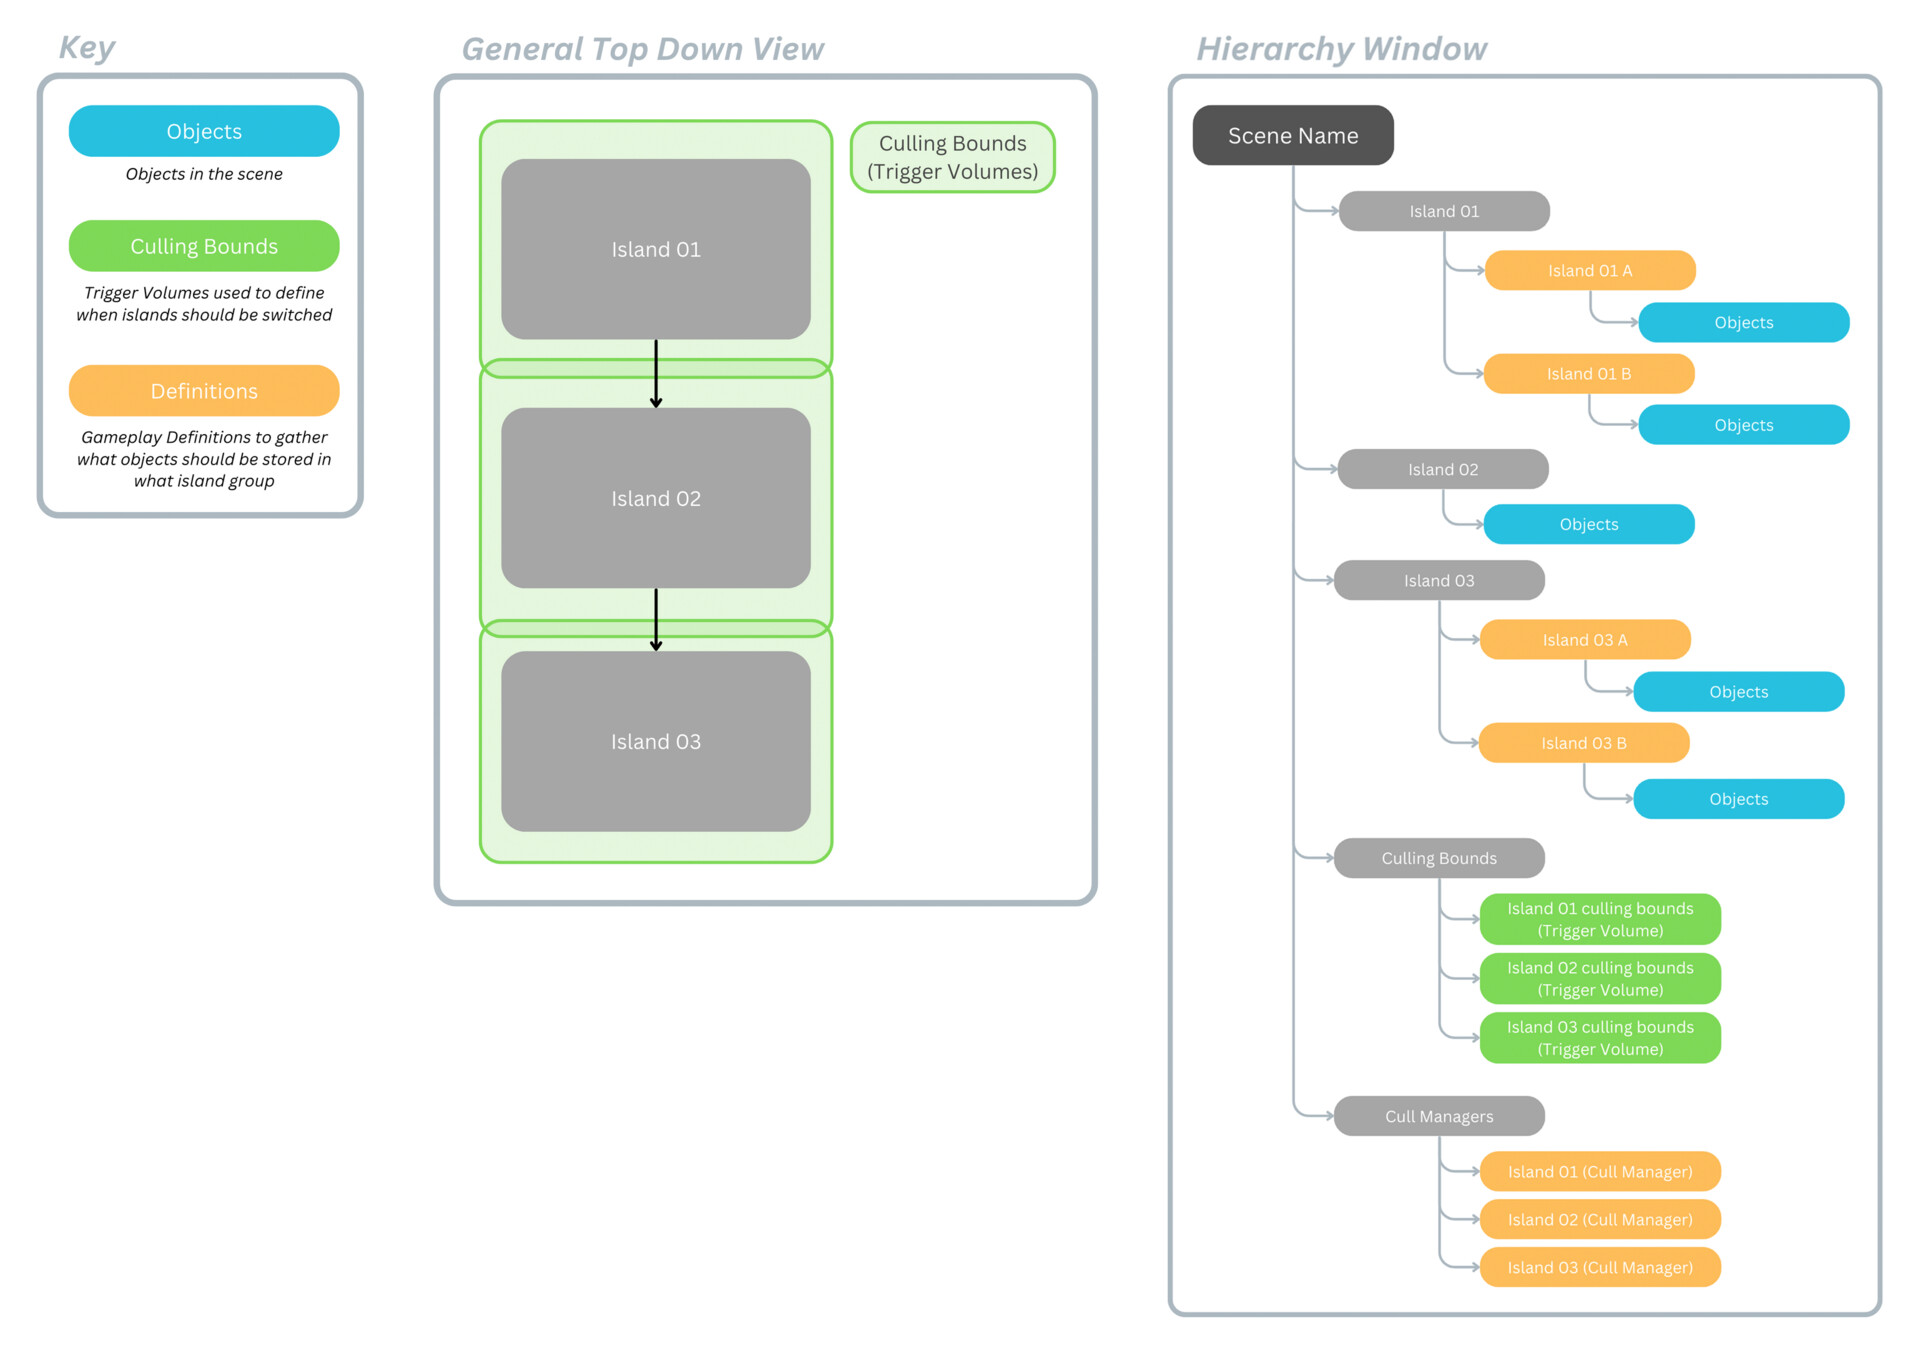 Key
Objects
Objects in the scene
Culling Bounds
Trigger Volumes used to define
when islands should be switched
Definitions
Gameplay Definitions to gather
what objects should be stored in
what island group
General Top Down View
Culling Bounds
(Trigger Volumes)
Island 01
Island 02
Island 03
Hierarchy Window
Scene Name
Island 01
Island 01 A
Objects
Island 01 B
Objects
Island 02
Objects
Island 03
Island 03 A
Objects
Island 03 B
Objects
Culling Bounds
Island 01 culling bounds
(Trigger Volume)
Island 02 culling bounds
(Trigger Volume)
Island 03 culling bounds
(Trigger Volume)
Cull Managers
Island 01 (Cull Manager)
Island 02 (Cull Manager)
Island 03 (Cull Manager)